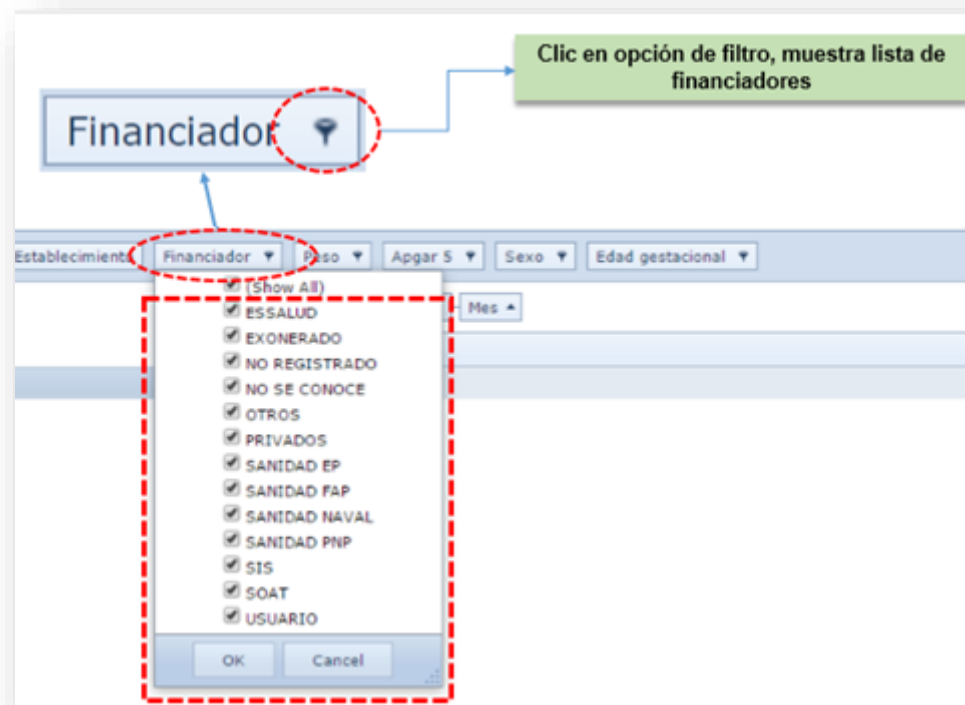 Clic en opción de filtro, muestra lista de
financiadores
Financiador
Establecimiento Financiador Peso Apgar 5 Sexo Edad gestacional
Mes
(Show All)
ESSALUD
EXONERADO
NO REGISTRADO
NO SE CONOCE
OTROS
PRIVADOS
SANIDAD EP
SANIDAD FAP
SANIDAD NAVAL
SANIDAD PNP
SIS
SOAT
USUARIO
OK Cancel